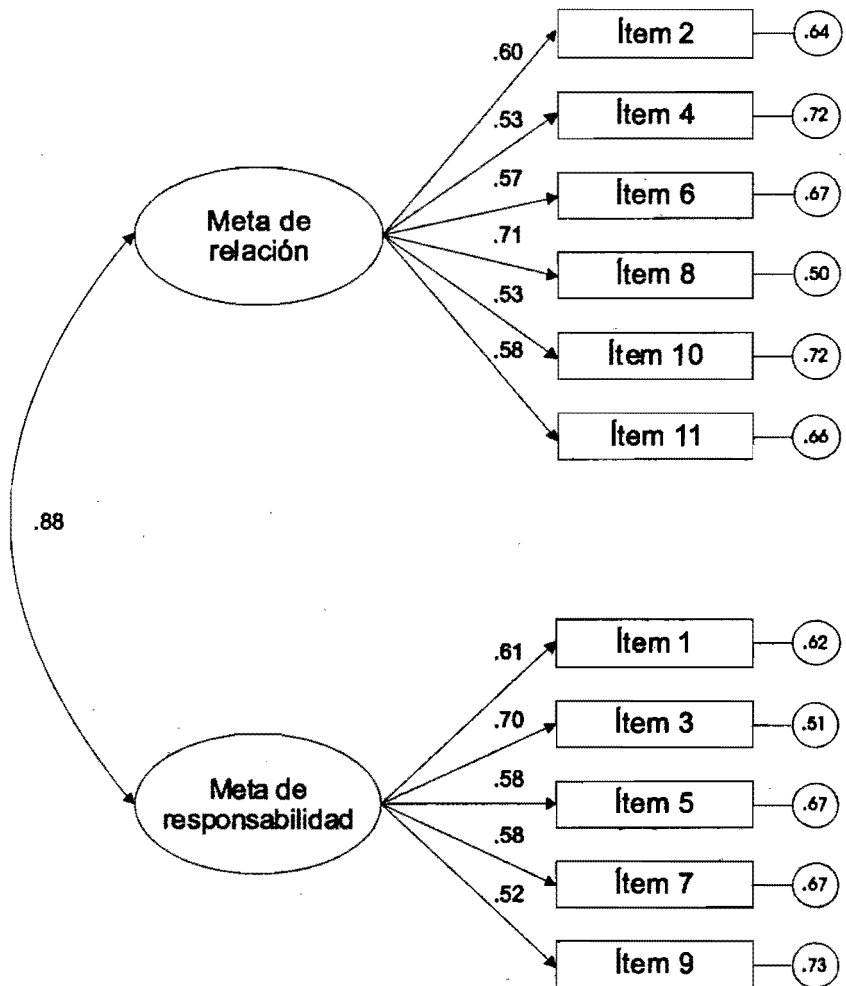 .60 Ítem 2 .64
.53 Ítem 4 .72
.57 Ítem 6 .67
Meta de
relación
.71 Ítem 8 .50
.53 Ítem 10 .72
.58 Ítem 11 .66
.88
.61 Ítem 1 .62
.70 Ítem 3 .51
Meta de
responsabilidad
.58 Ítem 5 .67
.58 Ítem 7 .67
.52 Ítem 9 .73